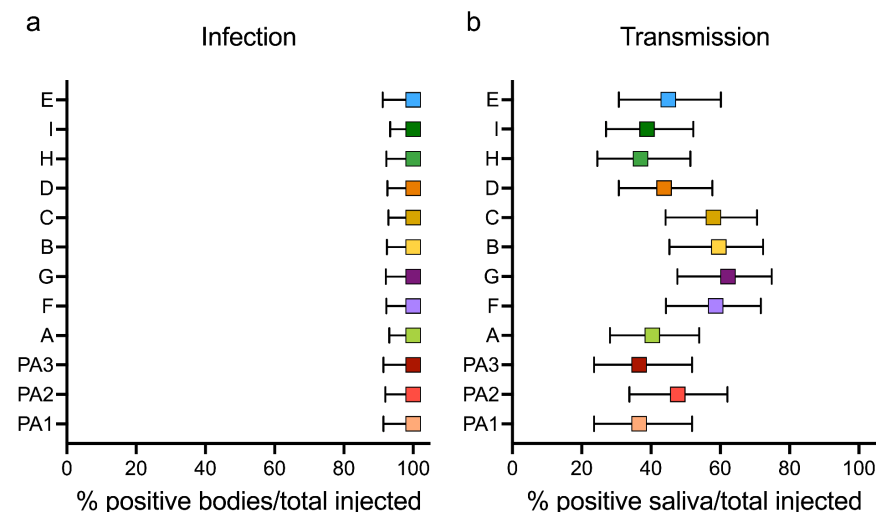 a
Infection
E
I
H
D
C
B
G
F
A
PA3
PA2
PA1
0 20 40 60 80 100
% positive bodies/total injected
b
Transmission
E
I
H
D
C
B
G
F
A
PA3
PA2
PA1
0 20 40 60 80 100
% positive saliva/total injected